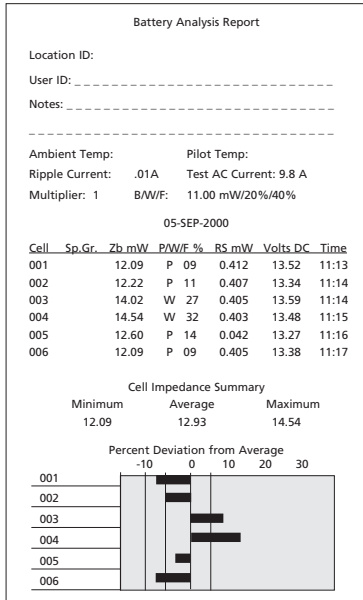 Battery Analysis Report
Location ID:
User ID: _ _ _ _ _ _ _ _ _ _ _ _ _ _ _ _ _ _ _ _ _ _ _ _ _ _ _ _ _ _
Notes: _ _ _ _ _ _ _ _ _ _ _ _ _ _ _ _ _ _ _ _ _ _ _ _ _ _ _ _ _ _ _
_ _ _ _ _ _ _ _ _ _ _ _ _ _ _ _ _ _ _ _ _ _ _ _ _ _ _ _ _ _ _ _ _ _ _
Ambient Temp: Pilot Temp:
Ripple Current: .01A Test AC Current: 9.8 A
Multiplier: 1 B/W/F: 11.00 mW/20%/40%
05-SEP-2000
Cell Sp.Gr. Zb mW P/W/F % RS mW Volts DC Time
001 12.09 P 09 0.412 13.52 11:13
002 12.22 P 11 0.407 13.34 11:14
003 14.02 W 27 0.405 13.59 11:14
004 14.54 W 32 0.403 13.48 11:15
005 12.60 P 14 0.042 13.27 11:16
006 12.09 P 09 0.405 13.38 11:17
Cell Impedance Summary
Minimum Average Maximum
12.09 12.93 14.54
Percent Deviation from Average
-10 0 10 20 30
001
002
003
004
005
006